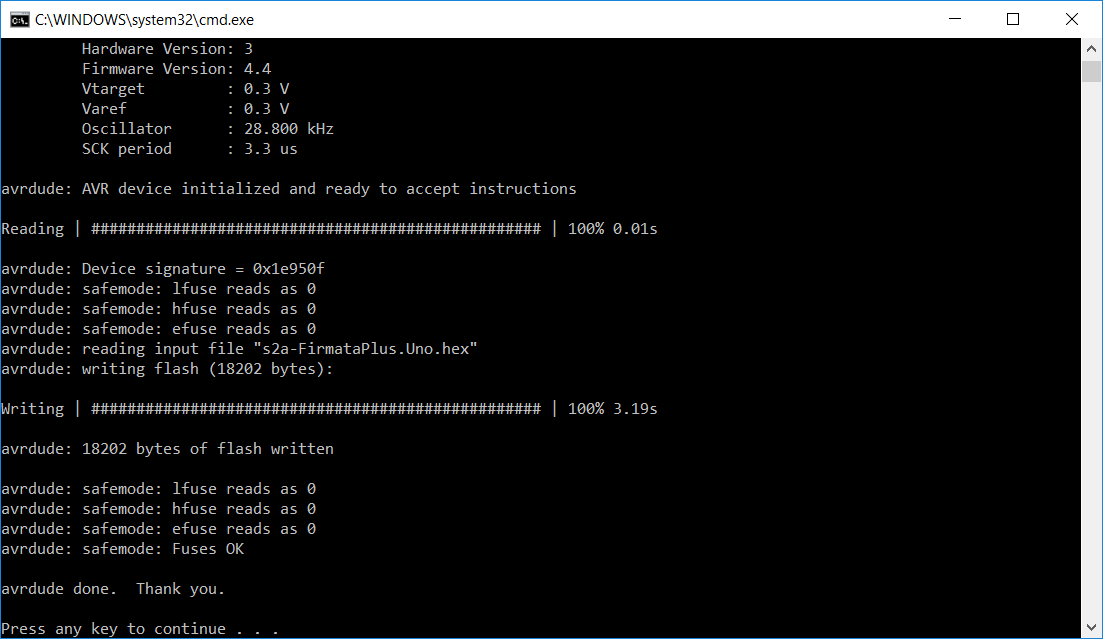 C:\WINDOWS\system32\cmd.exe
Hardware Version: 3
Firmware Version: 4.4
Vtarget         : 0.3 V
Varef           : 0.3 V
Oscillator      : 28.800 kHz
SCK period      : 3.3 us
avrdude: AVR device initialized and ready to accept instructions
Reading | ################################################## | 100% 0.01s
avrdude: Device signature = 0x1e950f
avrdude: safemode: lfuse reads as 0
avrdude: safemode: hfuse reads as 0
avrdude: safemode: efuse reads as 0
avrdude: reading input file "s2a-FirmataPlus.Uno.hex"
avrdude: writing flash (18202 bytes):
Writing | ################################################## | 100% 3.19s
avrdude: 18202 bytes of flash written
avrdude: safemode: lfuse reads as 0
avrdude: safemode: hfuse reads as 0
avrdude: safemode: efuse reads as 0
avrdude: safemode: Fuses OK
avrdude done.  Thank you.
Press any key to continue . . .